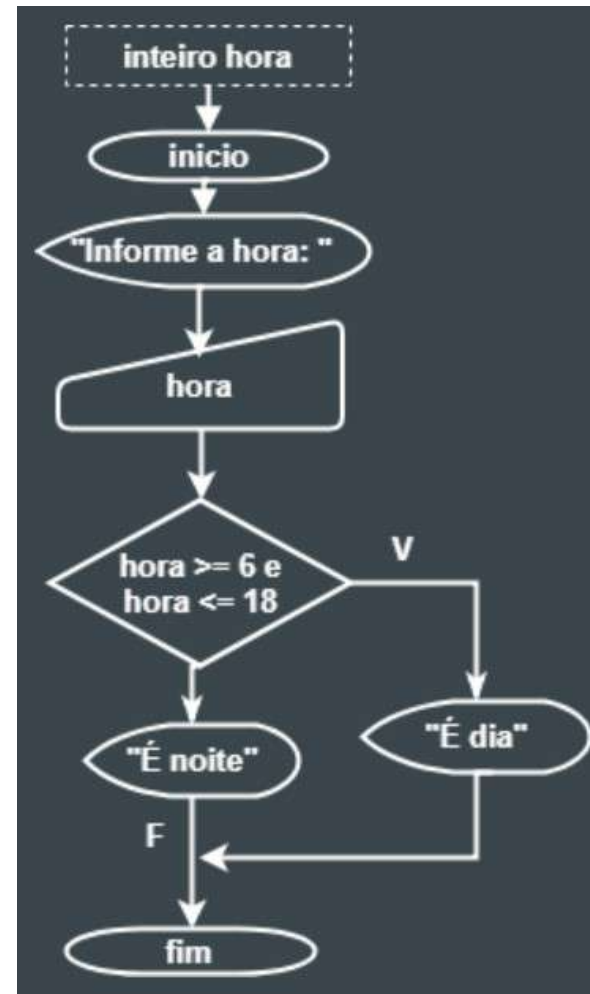 inteiro hora
inicio
"Informe a hora: "
hora
hora >= 6 e
hora <= 18
V
"É noite"
"É dia"
F
fim